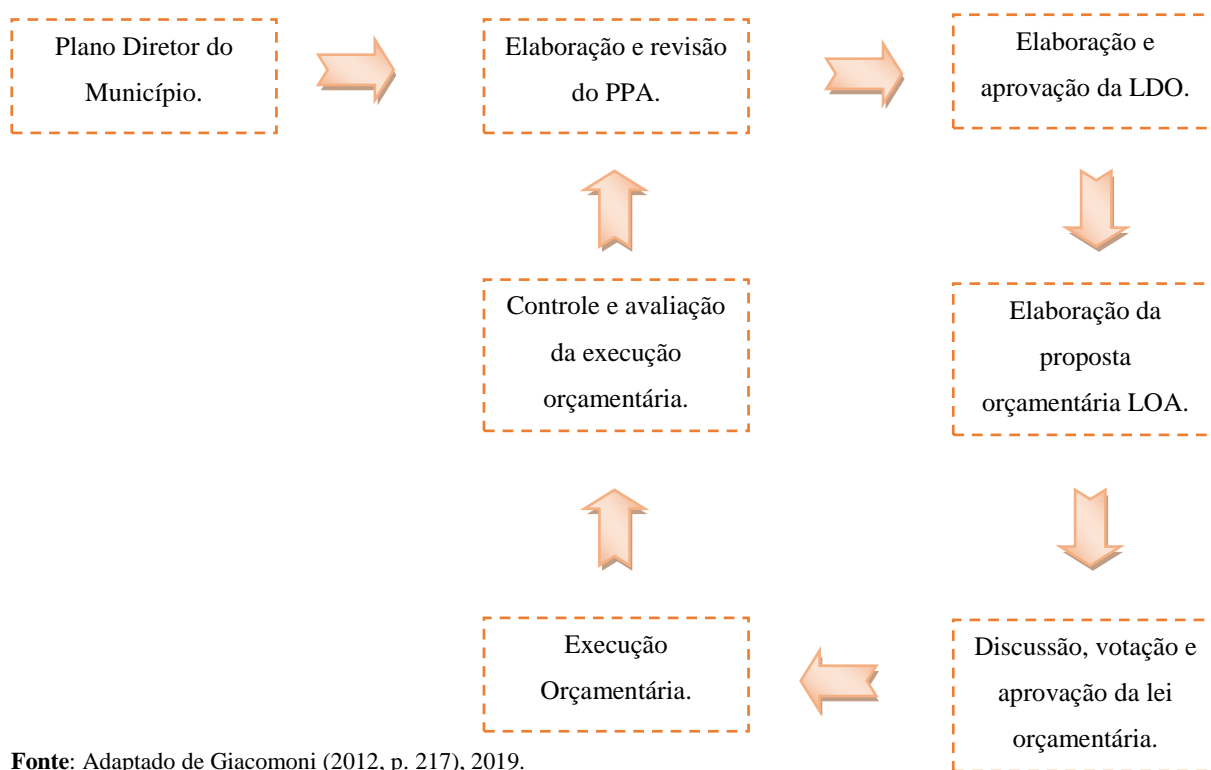 Plano Diretor do
Município.
Elaboração e revisão
do PPA.
Elaboração e
aprovação da LDO.
Controle e avaliação
da execução
orçamentária.
Elaboração da
proposta
orçamentária LOA.
Execução
Orçamentária.
Discussão, votação e
aprovação da lei
orçamentária.
Fonte: Adaptado de Giacomoni (2012, p. 217), 2019.